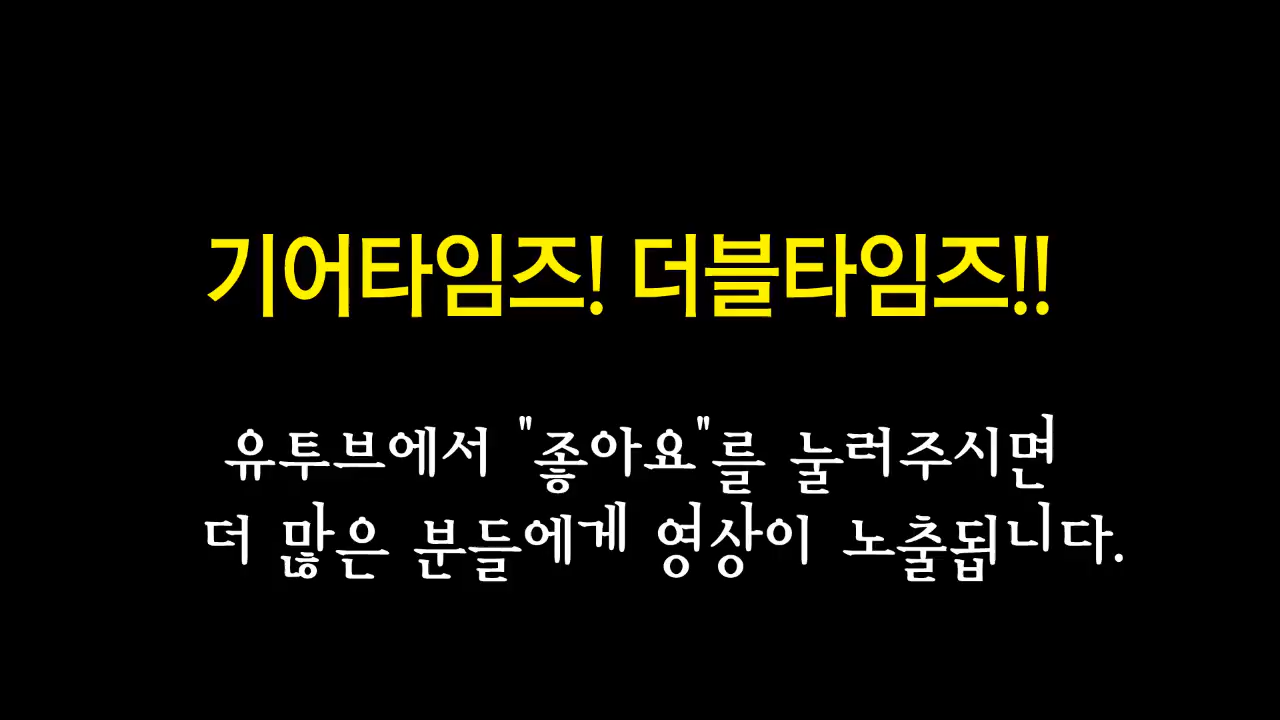 기어타임즈! 더블타임즈!!
유투브에서 "좋아요"를 눌러주시면
더 많은 분들에게 영상이 노출됩니다.